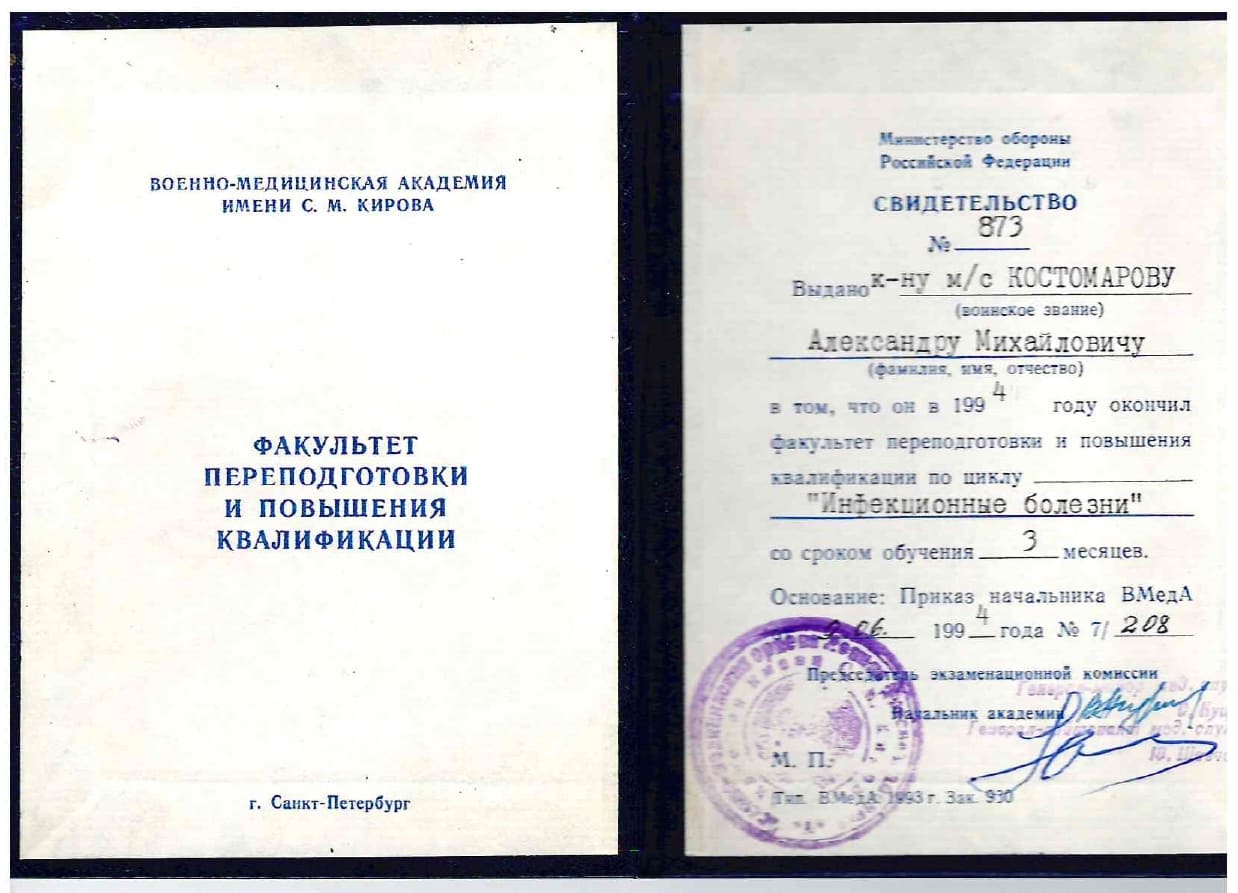 ВОЕННО-МЕДИЦИНСКАЯ АКАДЕМИЯ
ИМЕНИ С. М. КИРОВА
ФАКУЛЬТЕТ
ПЕРЕПОДГОТОВКИ
И ПОВЫШЕНИЯ
КВАЛИФИКАЦИИ
г. Санкт-Петербург
Министерство обороны
Российской Федерации
СВИДЕТЕЛЬСТВО
№ 873
Выдано к-ну м/с КОСТОМАРОВУ
(воинское звание)
Александру Михайловичу
(фамилия, имя, отчество)
в том, что он в 1994 году окончил
факультет переподготовки и повышения
квалификации по циклу
"Инфекционные болезни"
со сроком обучения 3 месяцев.
Основание: Приказ начальника ВМедА
06. 1994 года № 7/ 208
Председатель экзаменационной комиссии
Начальник академии
М. П.
Тип. ВМедА 1993 г. Зак. 930